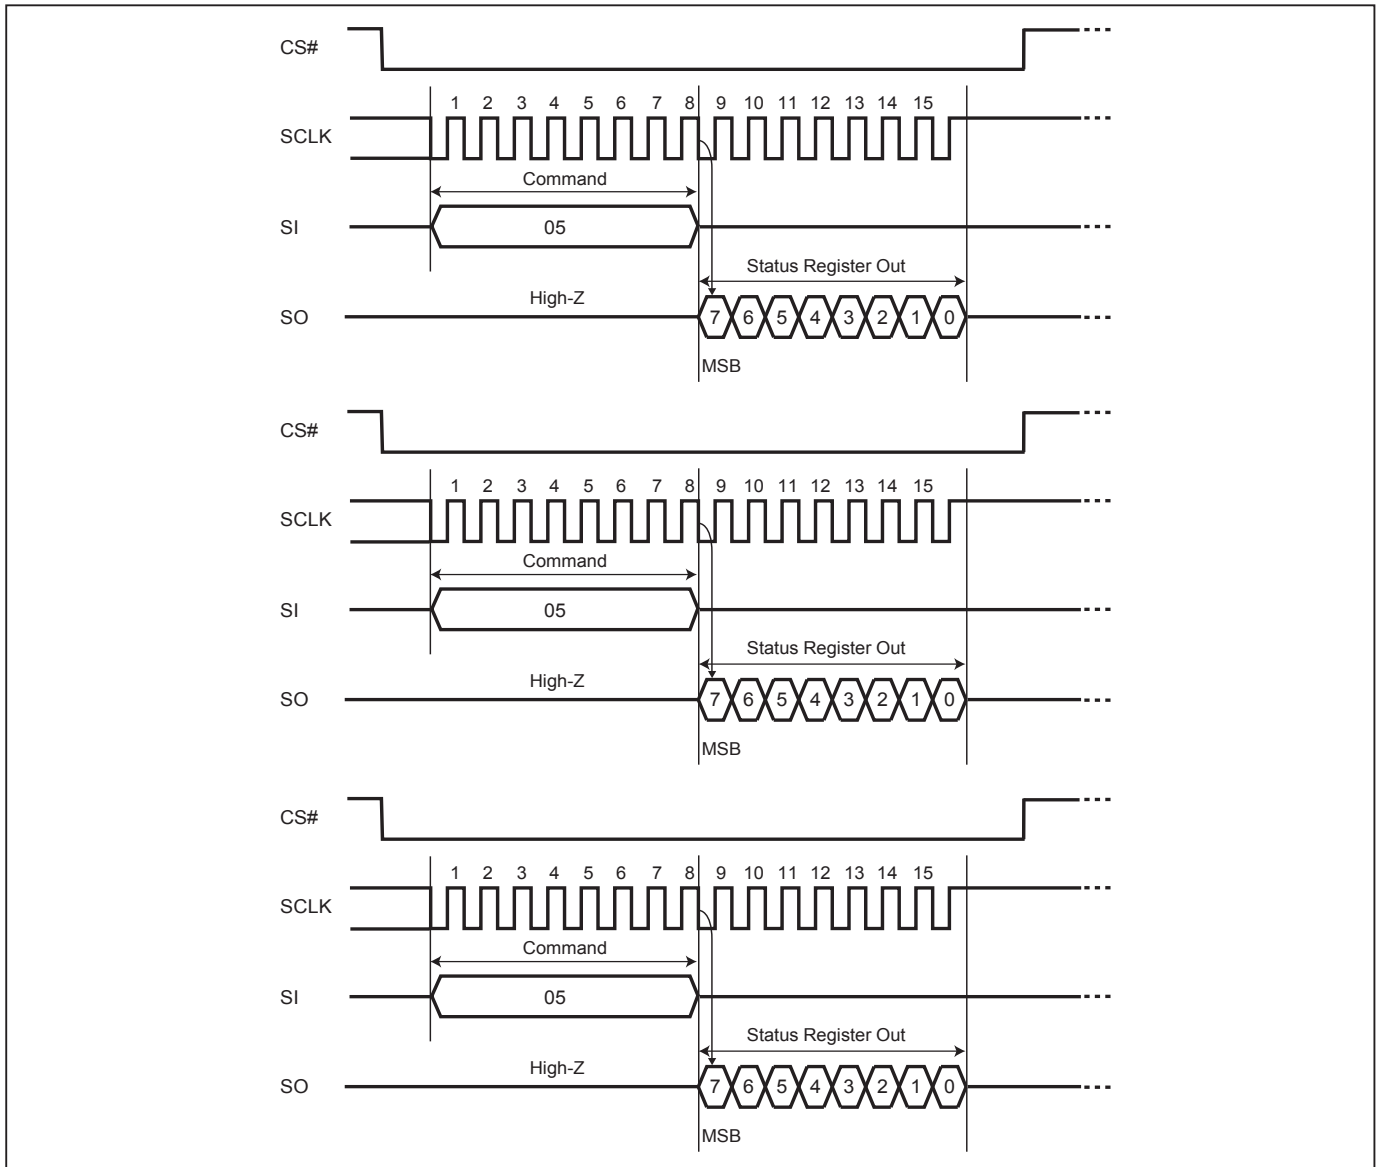 CS#
1 2 3 4 5 6 7 8 9 10 11 12 13 14 15
SCLK
Command
SI 05
Status Register Out
High-Z
SO 7 6 5 4 3 2 1 0
MSB
CS#
1 2 3 4 5 6 7 8 9 10 11 12 13 14 15
SCLK
Command
SI 05
Status Register Out
High-Z
SO 7 6 5 4 3 2 1 0
MSB
CS#
1 2 3 4 5 6 7 8 9 10 11 12 13 14 15
SCLK
Command
SI 05
Status Register Out
High-Z
SO 7 6 5 4 3 2 1 0
MSB